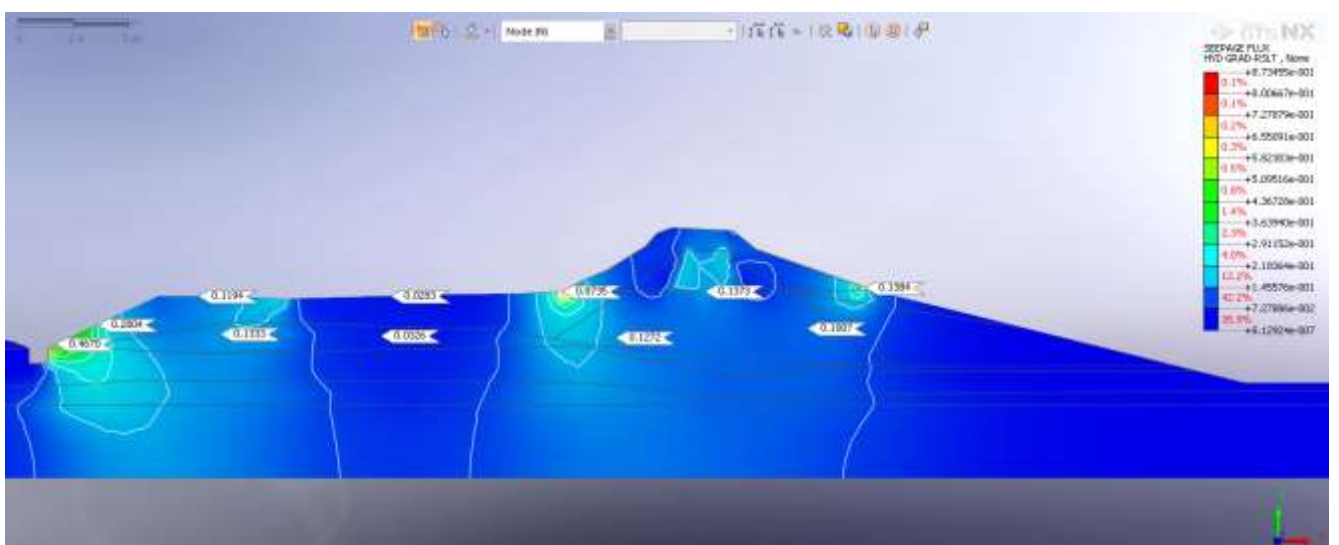 Node (N)
GTS NX
SEEPAGE FLUX
HYD GRAD-RSLT , None
+8.73455e-001
0.1%
+8.00667e-001
0.1%
+7.27879e-001
0.2%
+6.55091e-001
0.3%
+5.82303e-001
0.5%
+5.09516e-001
0.8%
+4.36728e-001
1.4%
+3.63940e-001
2.3%
+2.91152e-001
4.0%
+2.18364e-001
12.2%
+1.45576e-001
42.2%
+7.27886e-002
35.9%
+8.12924e-007
0.1194
0.0283
0.8735
0.1373
0.1384
0.2804
0.1333
0.0326
0.1272
0.1007
0.4670